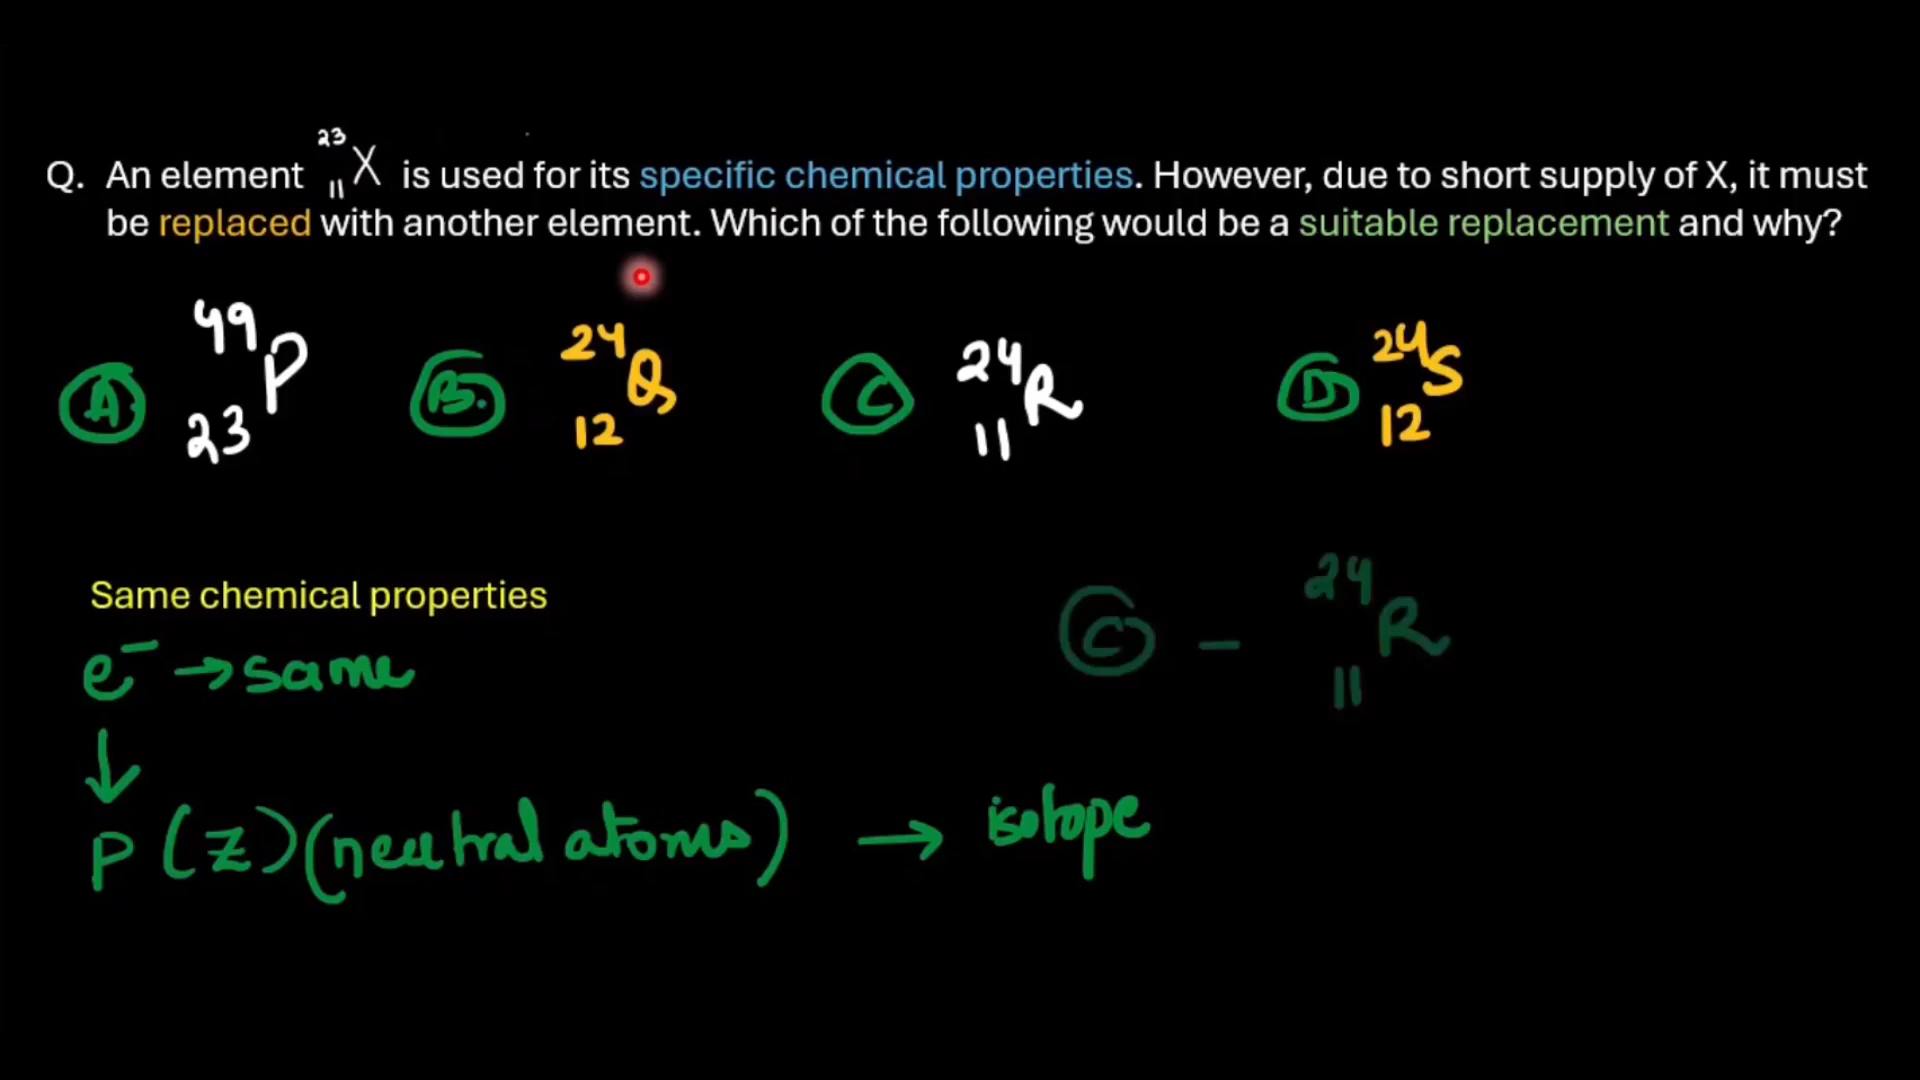 Q. An element ²³₁₁X is used for its specific chemical properties. However, due to short supply of X, it must
be replaced with another element. Which of the following would be a suitable replacement and why?
A. ⁴⁹₂₃P B. ²⁴₁₂Q C ²⁴₁₁R D ²⁴₁₂S
Same chemical properties
e⁻ → same
C – ²⁴₁₁R
↓
P (Z) (neutral atoms) → isotope